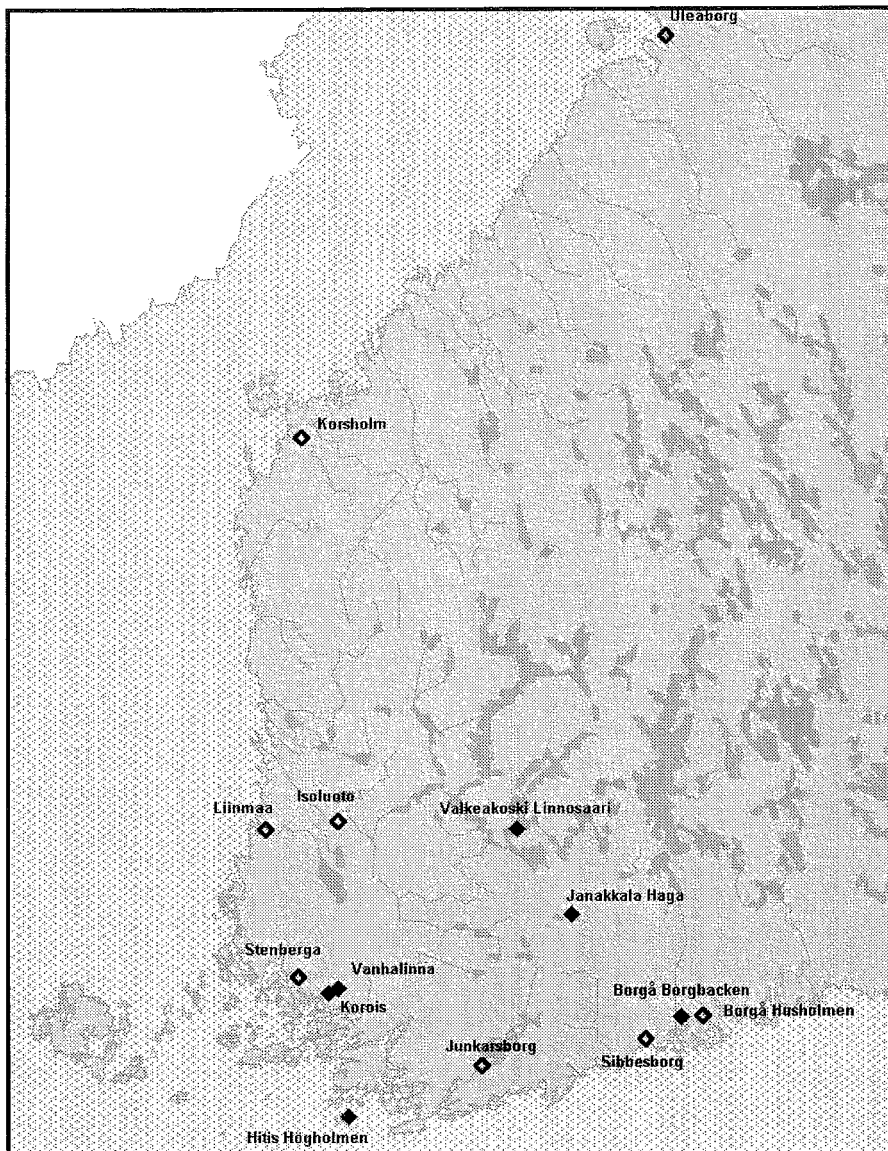 Uleåborg
Korsholm
Isoluoto
Liinmaa
Valkeakoski Linnosaari
Janakkala Haga
Stenberga
Vanhalinna
Korois
Borgå Borgbacken
Borgå Husholmen
Junkarsborg
Sibbesborg
Hitis Högholmen